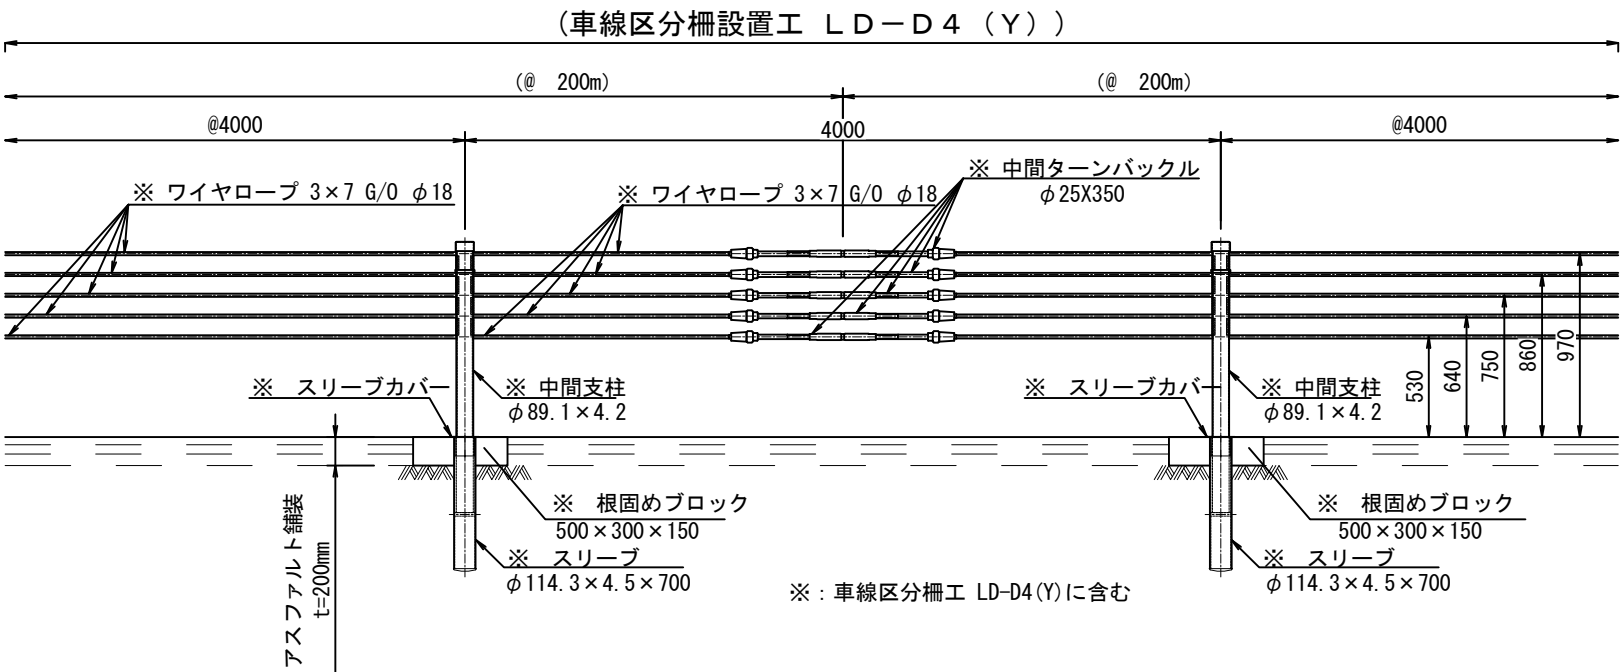 (車線区分柵設置工 ＬＤ－Ｄ４（Ｙ）)
(@ 200m)
(@ 200m)
@4000
4000
@4000
※ ワイヤロープ 3×7 G/O φ18
※ ワイヤロープ 3×7 G/O φ18
※ 中間ターンバックル
φ25X350
530
640
750
860
970
※ スリーブカバー
※ 中間支柱
φ89.1×4.2
※ スリーブカバー
※ 中間支柱
φ89.1×4.2
アスファルト舗装
t=200mm
※ 根固めブロック
500×300×150
※ スリーブ
φ114.3×4.5×700
※ 根固めブロック
500×300×150
※ スリーブ
φ114.3×4.5×700
※：車線区分柵工 LD-D4(Y)に含む